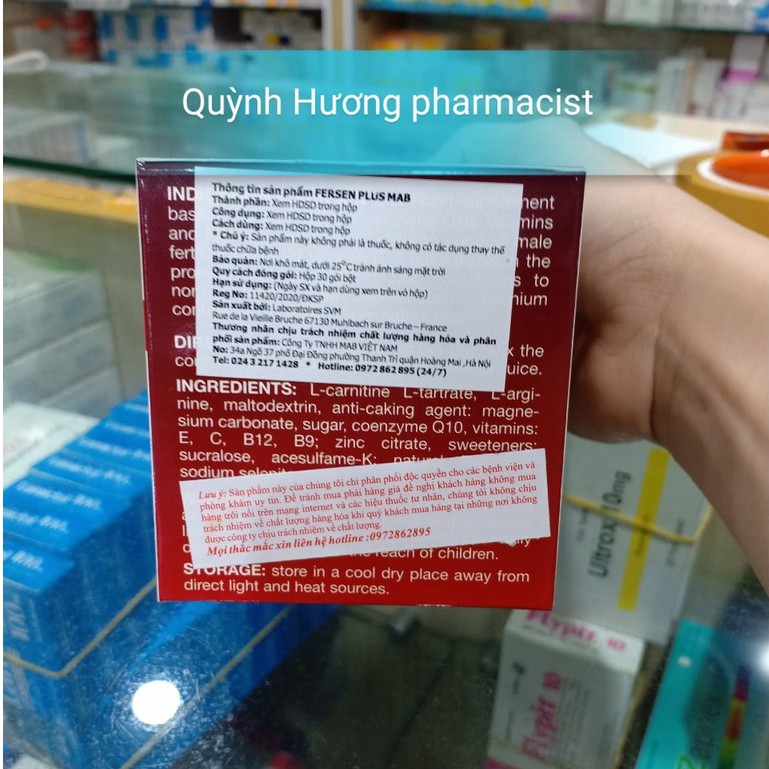 Quỳnh Hương pharmacist
Thông tin sản phẩm FERSEN PLUS MAB
Thành phần: Xem HDSD trong hộp
Công dụng: Xem HDSD trong hộp
Cách dùng: Xem HDSD trong hộp
* Chú ý: Sản phẩm này không phải là thuốc, không có tác dụng thay thế
thuốc chữa bệnh
Bảo quản: Nơi khô mát, dưới 25°C tránh ánh sáng mặt trời
Quy cách đóng gói: Hộp 30 gói bột
Hạn sử dụng: (Ngày SX và hạn dùng xem trên vỏ hộp)
Reg No: 11420/2020/ĐKSP
Sản xuất bởi: Laboratoires SVM
Rue de la Vieille Bruche 67130 Muhlbach sur Bruche – France
Thương nhân chịu trách nhiệm chất lượng hàng hóa và phân
phối sản phẩm: Công Ty TNHH MAB VIỆT NAM
No: 34a Ngõ 37 phố Đại Đồng phường Thanh Trì quận Hoàng Mai, Hà Nội
Tel: 024 3 217 1428 * Hotline: 0972 862 895 (24/7)
the
INGREDIENTS: L-carnitine L-tartrate, L-argi-
nine, maltodextrin, anti-caking agent: magne-
sium carbonate, sugar, coenzyme Q10, vitamins:
E, C, B12, B9; zinc citrate, sweeteners:
sucralose, acesulfame-K;
sodium
Lưu ý: Sản phẩm này của chúng tôi chỉ phân phối độc quyền cho các bệnh viện và
phòng khám uy tín. Để tránh mua phải hàng giả đề nghị khách hàng không mua
hàng trôi nổi trên mạng internet và các hiệu thuốc tư nhân, chúng tôi không chịu
trách nhiệm về chất lượng hàng hóa khi quý khách mua hàng tại những nơi không
được công ty chịu trách nhiệm về chất lượng.
Mọi thắc mắc xin liên hệ hotline :0972862895
reach of children.
STORAGE: store in a cool dry place away from
direct light and heat sources.
Ultrox 10mg
Flypit 10
Flypit 10